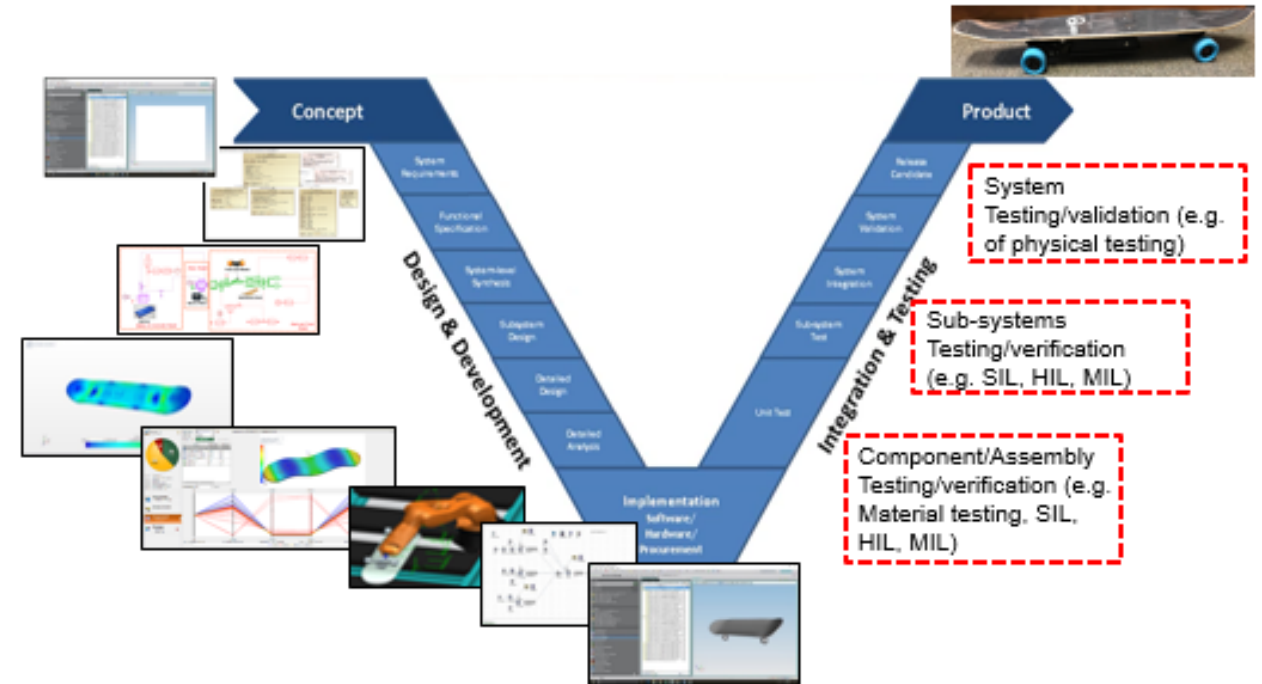 Concept
System
Requirements
Functional
Specification
System-level
Synthesis
Subsystem
Design
Detailed
Design
Detailed
Analysis
Design & Development
Implementation
Software/
Hardware/
Procurement
Product
Release
Candidate
System
Validation
System
Integration
Sub-system
Test
Unit Test
Integration & Testing
System
Testing/validation (e.g.
of physical testing)
Sub-systems
Testing/verification
(e.g. SIL, HIL, MIL)
Component/Assembly
Testing/verification (e.g.
Material testing, SIL,
HIL, MIL)